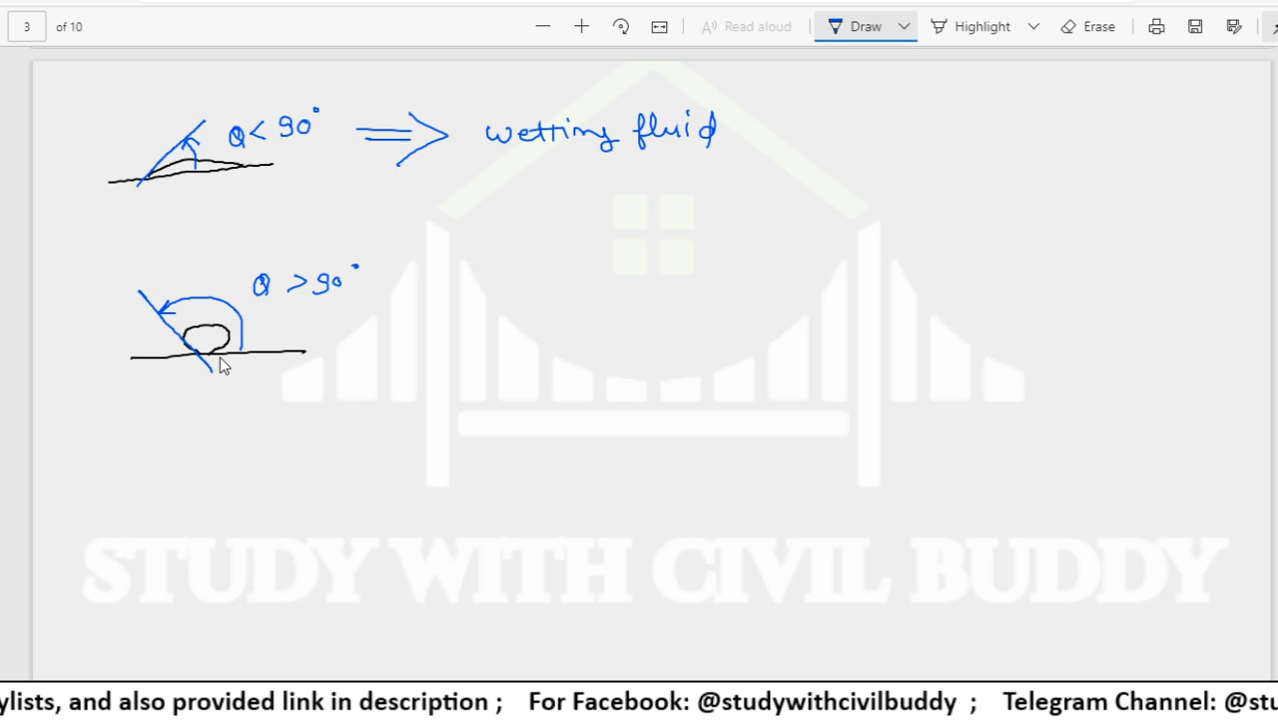 3 of 10 Read aloud Draw Highlight Erase
θ < 90° ⟹ wetting fluid
θ > 90°
STUDY WITH CIVIL BUDDY
ylists, and also provided link in description ; For Facebook: @studywithcivilbuddy ; Telegram Channel: @stu